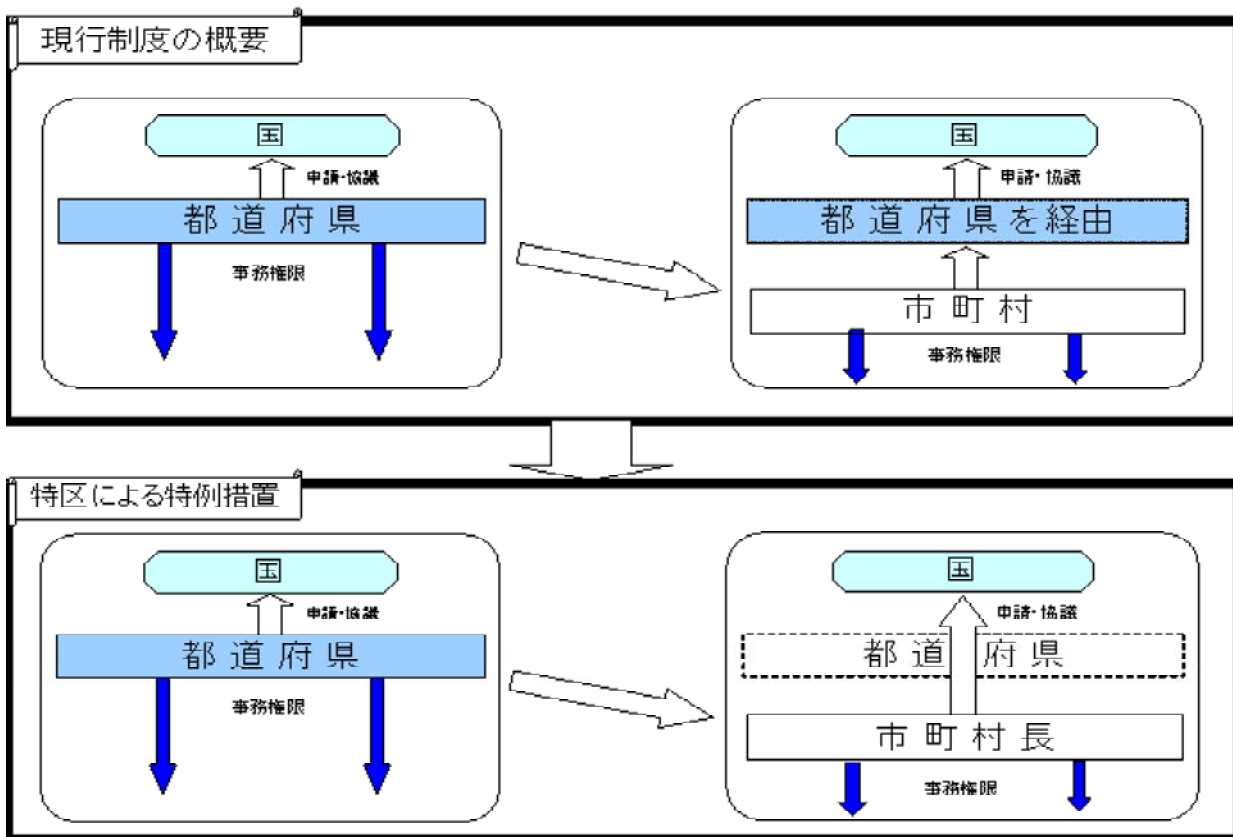 現行制度の概要
国
申請・協議
都道府県
事務権限
国
申請・協議
都道府県を経由
市町村
事務権限
特区による特例措置
国
申請・協議
都道府県
事務権限
国
申請・協議
都道府県
市町村長
事務権限